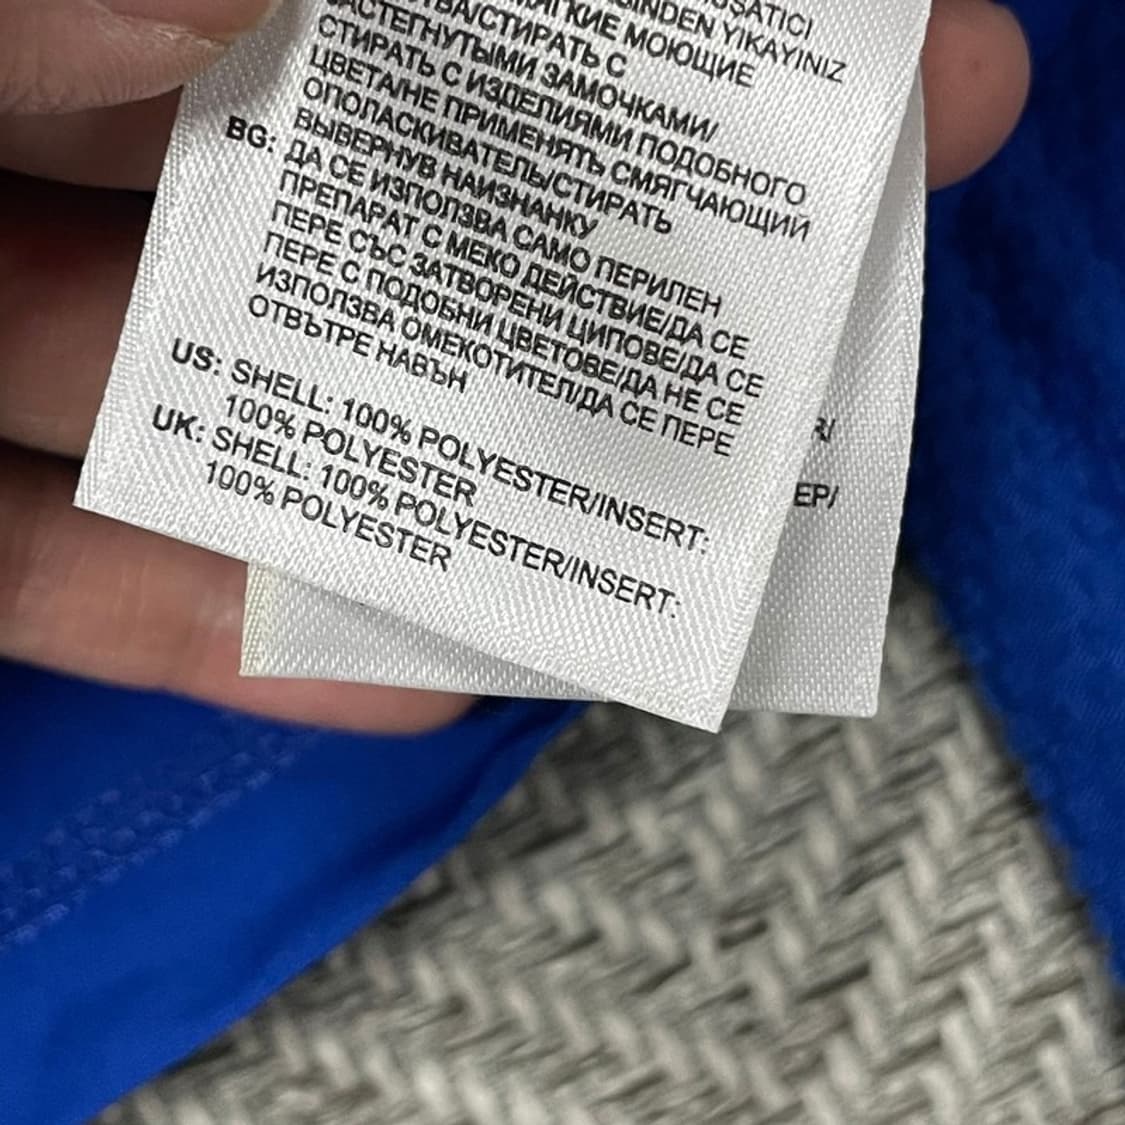 USATICI
SINDEN YIKAYINIZ
МЯГКИЕ МОЮЩИЕ
СТВА/СТИРАТЬ С
ЗАСТЕГНУТЫМИ ЗАМОЧКАМИ/
СТИРАТЬ С ИЗДЕЛИЯМИ ПОДОБНОГО
ЦВЕТА/НЕ ПРИМЕНЯТЬ СМЯГЧАЮЩИЙ
ОПОЛАСКИВАТЕЛЬ/СТИРАТЬ
ВЫВЕРНУВ НАИЗНАНКУ
BG: ДА СЕ ИЗПОЛЗВА САМО ПЕРИЛЕН
ПРЕПАРАТ С МЕКО ДЕЙСТВИЕ/ДА СЕ
ПЕРЕ СЪС ЗАТВОРЕНИ ЦИПОВЕ/ДА СЕ
ПЕРЕ С ПОДОБНИ ЦВЕТОВЕ/ДА НЕ СЕ
ИЗПОЛЗВА ОМЕКОТИТЕЛ/ДА СЕ ПЕРЕ
ОТВЪТРЕ НАВЪН
US: SHELL: 100% POLYESTER/INSERT:
100% POLYESTER
UK: SHELL: 100% POLYESTER/INSERT:
100% POLYESTER
R/
EP/